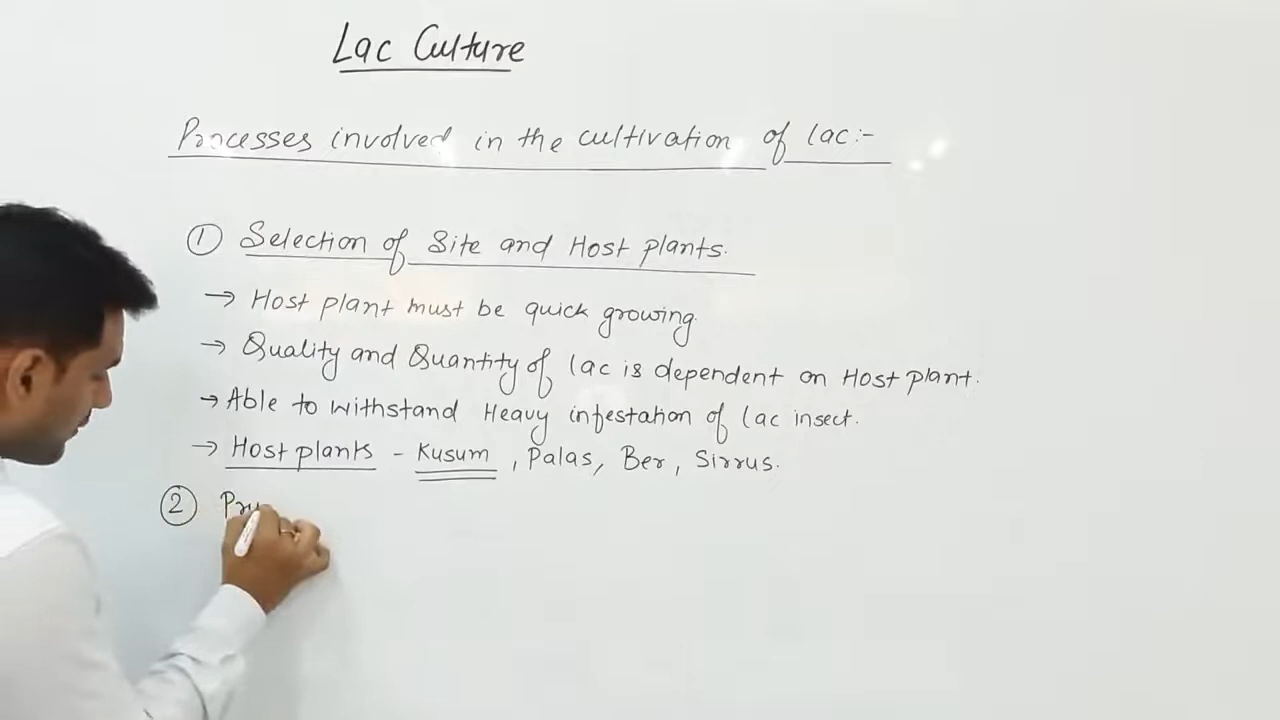 Lac Culture
Processes involved in the cultivation of lac:-
① Selection of Site and Host plants.
→ Host plant must be quick growing.
→ Quality and Quantity of lac is dependent on Host plant.
→ Able to withstand Heavy infestation of lac insect.
→ Host plants - Kusum, Palas, Ber, Sirrus.
② Pru